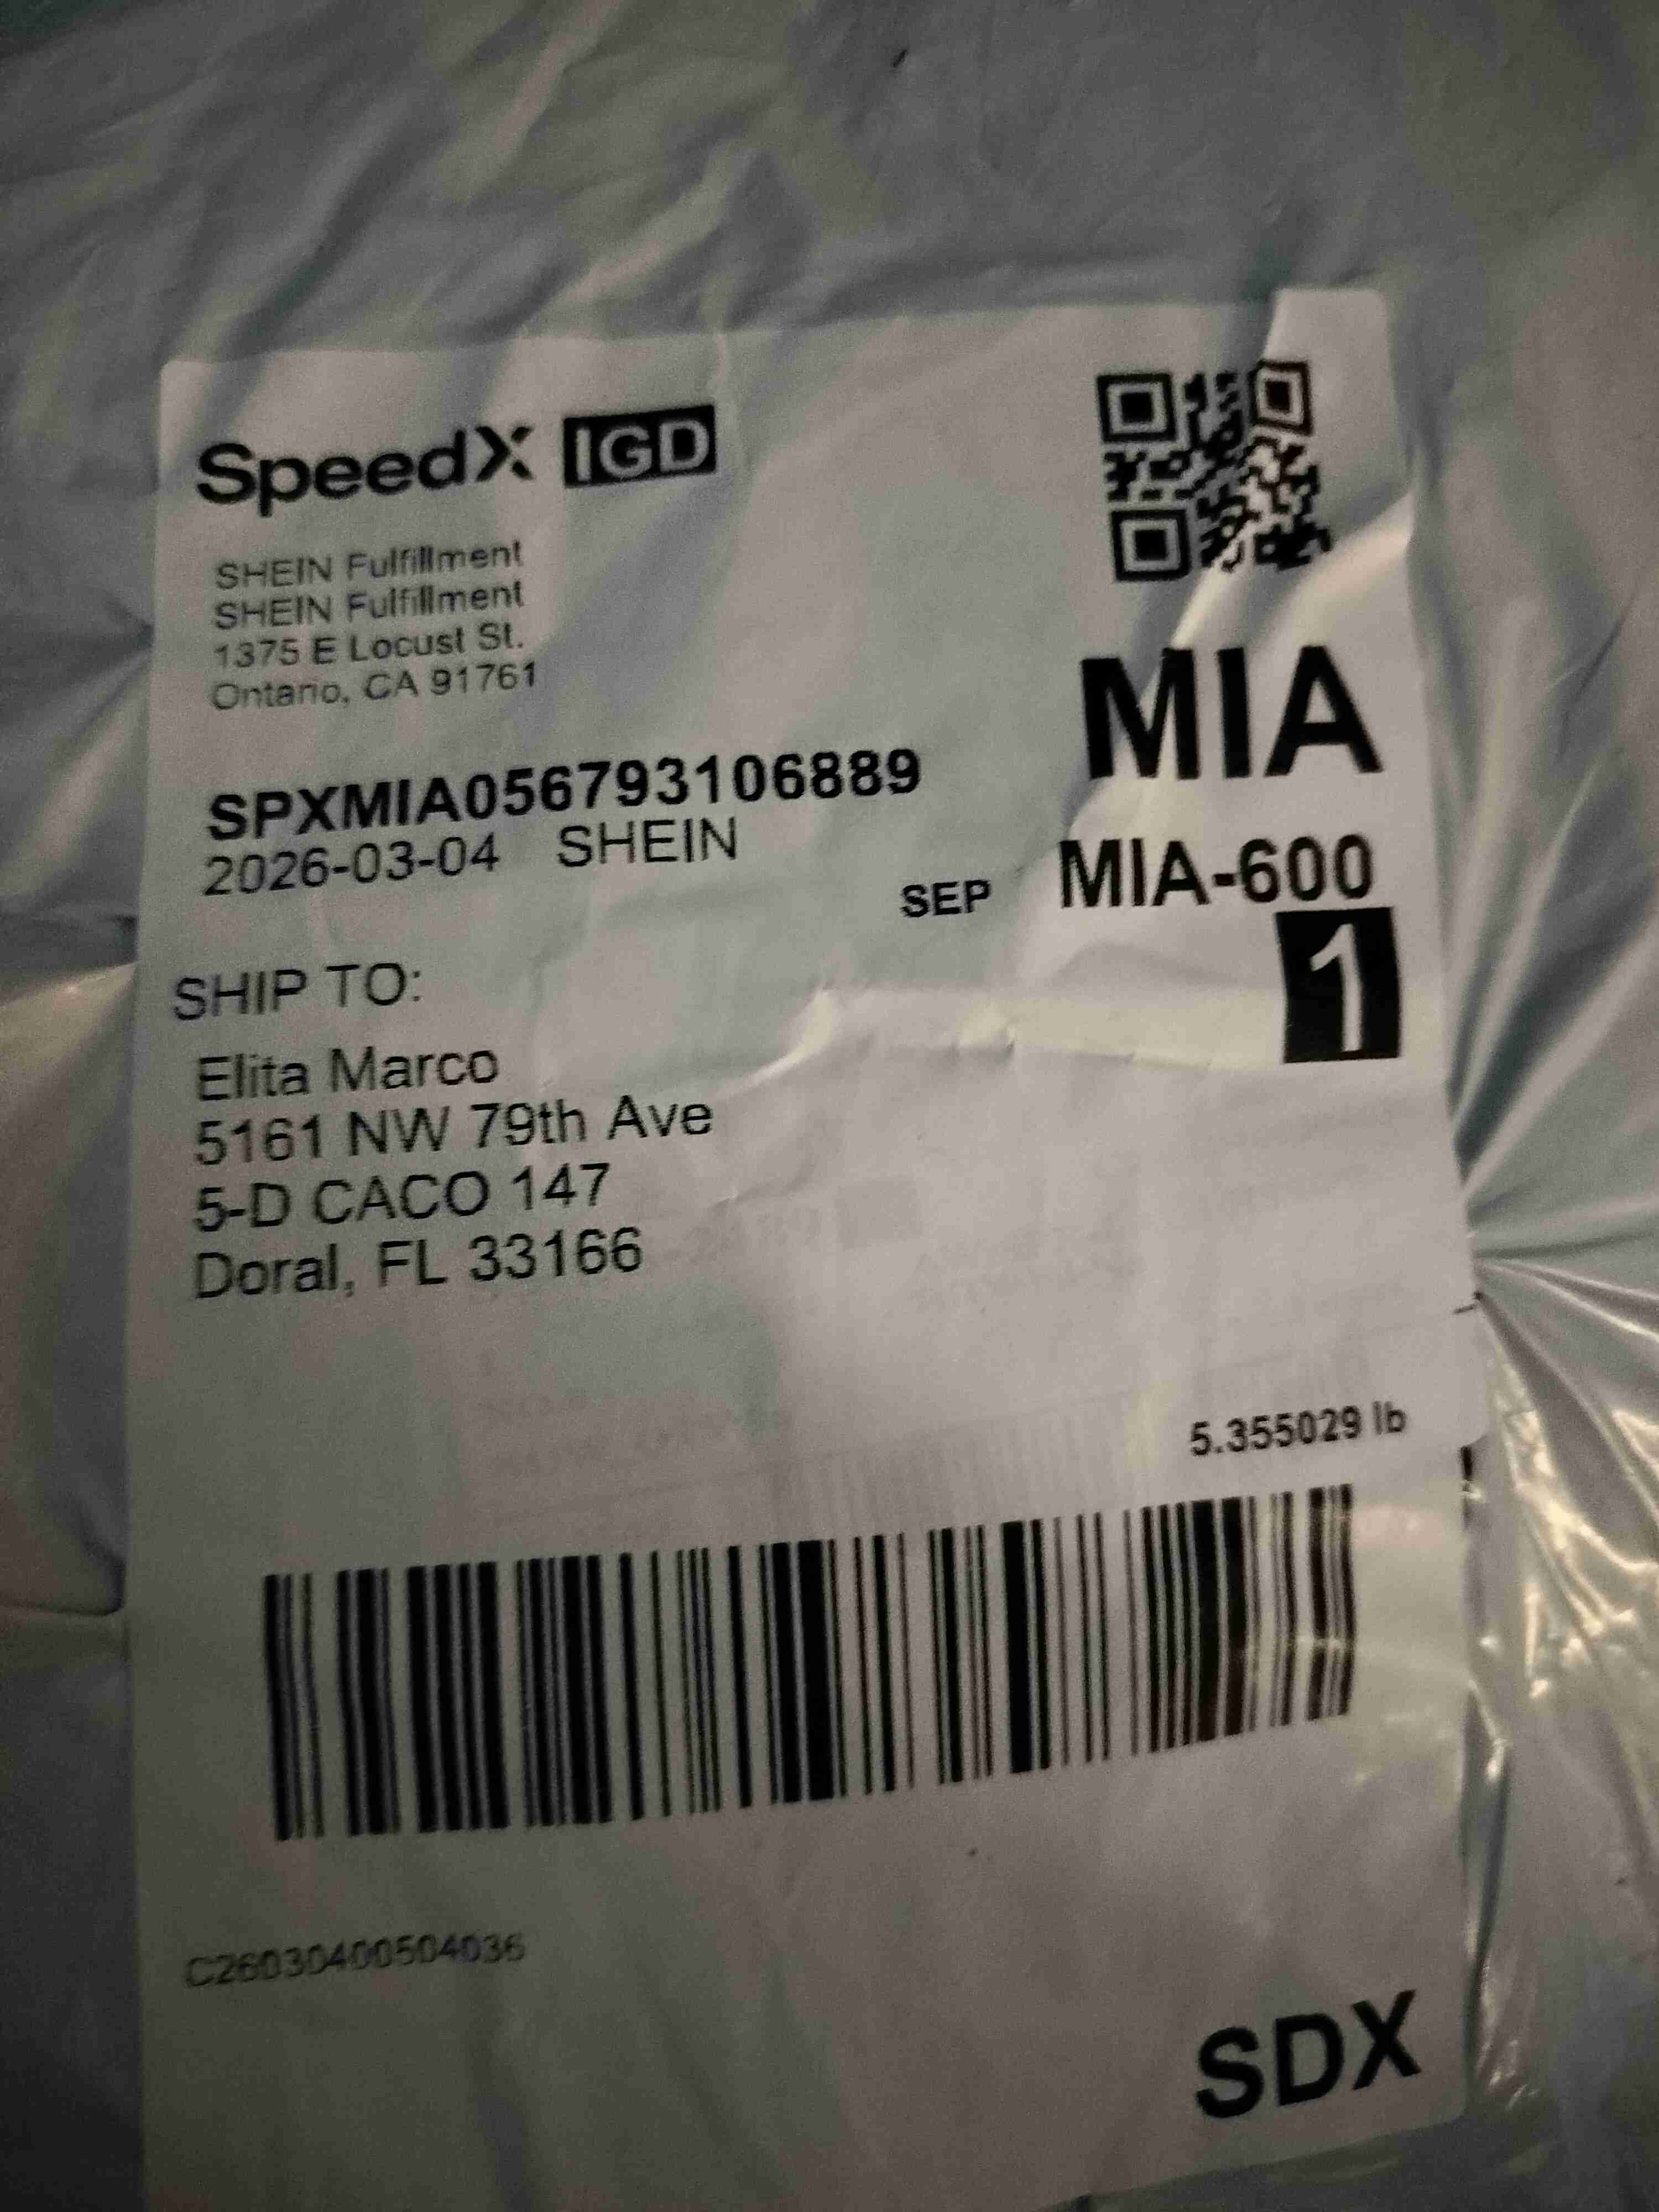 SpeedX IGD
SHEIN Fulfillment
SHEIN Fulfillment
1375 E Locust St.
Ontario, CA 91761
MIA
SPXMIA056793106889
2026-03-04 SHEIN
SEP MIA-600
1
SHIP TO:
Elita Marco
5161 NW 79th Ave
5-D CACO 147
Doral, FL 33166
5.355029 lb
C26030400504036
SDX